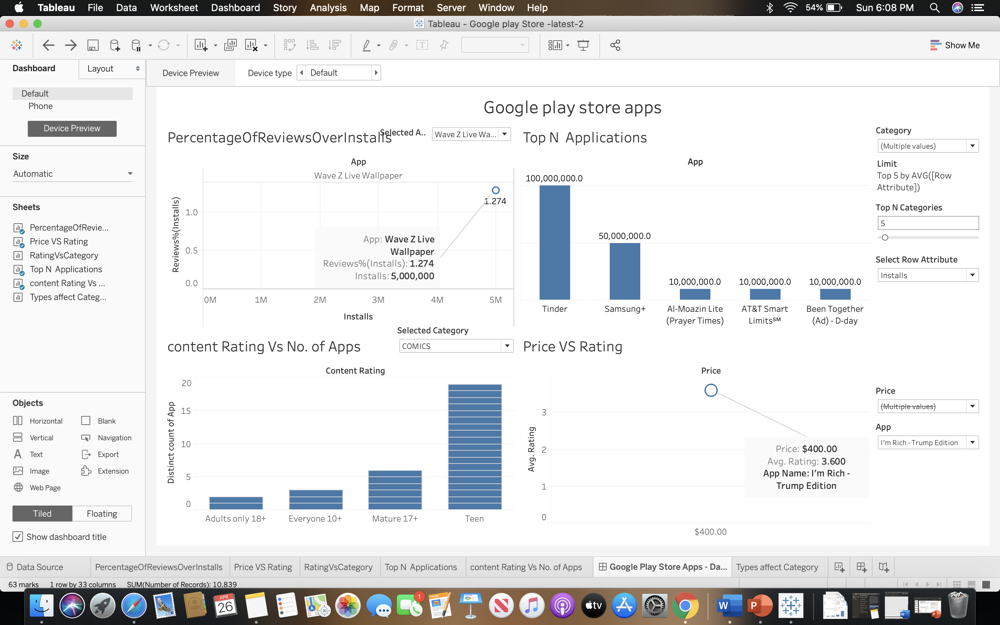 Tableau File Data Worksheet Dashboard Story Analysis Map Format Server Window Help 54% Sun 6:08 PM
Tableau - Google play Store -latest-2
Show Me
Dashboard Layout
Device Preview Device type Default
Default
Phone
Device Preview
Size
Automatic
Sheets
PercentageOfRevie...
Price VS Rating
RatingVsCategory
Top N Applications
content Rating Vs ...
Types affect Categ...
Objects
Horizontal Blank
Vertical Navigation
Text Export
Image Extension
Web Page
Tiled Floating
Show dashboard title
Google play store apps
PercentageOfReviewsOverInstalls
Selected A..
Wave Z Live Wa...
App
Wave Z Live Wallpaper
Reviews%(Installs)
1.0
0.5
0.0
1.274
App: Wave Z Live
Wallpaper
Reviews%(Installs): 1.274
Installs: 5,000,000
0M 1M 2M 3M 4M 5M
Installs
Top N Applications
App
100,000,000.0
50,000,000.0
10,000,000.0 10,000,000.0 10,000,000.0
Tinder Samsung+ Al-Moazin Lite AT&T Smart Been Together
(Prayer Times) Limits℠ (Ad) - D-day
Category
(Multiple values)
Limit
Top 5 by AVG([Row
Attribute])
Top N Categories
5
Select Row Attribute
Installs
content Rating Vs No. of Apps
Selected Category
COMICS
Content Rating
Distinct count of App
20
15
10
5
0
Adults only 18+ Everyone 10+ Mature 17+ Teen
Price VS Rating
Price
Avg. Rating
3
2
1
0
Price: $400.00
Avg. Rating: 3.600
App Name: I'm Rich -
Trump Edition
$400.00
Price
(Multiple values)
App
I'm Rich - Trump Edition
Data Source PercentageOfReviewsOverInstalls Price VS Rating RatingVsCategory Top N Applications content Rating Vs No. of Apps Google Play Store Apps - Da... Types affect Category
63 marks 1 row by 33 columns SUM(Number of Records): 10,839
APR
26
PAGES
3D
1
tv
W
P